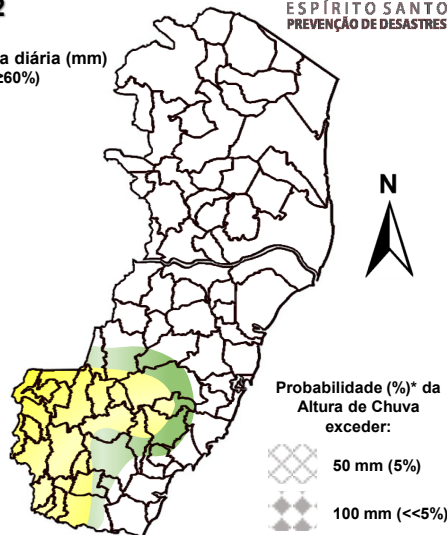 2
ESPÍRITO SANTO
PREVENÇÃO DE DESASTRES
a diária (mm)
≥60%)
N
Probabilidade (%)* da
Altura de Chuva
exceder:
50 mm (5%)
100 mm (<<5%)